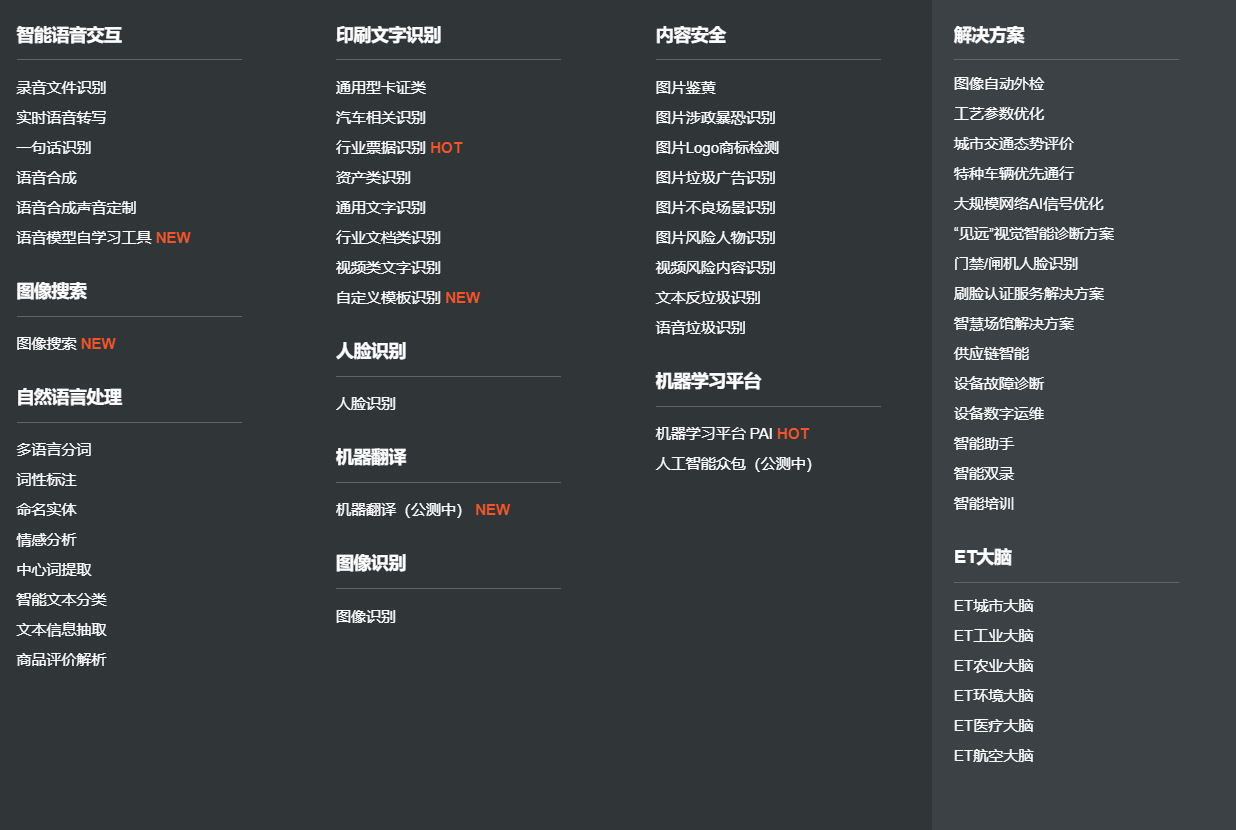 智能语音交互
录音文件识别
实时语音转写
一句话识别
语音合成
语音合成声音定制
语音模型自学习工具 NEW
图像搜索
图像搜索 NEW
自然语言处理
多语言分词
词性标注
命名实体
情感分析
中心词提取
智能文本分类
文本信息抽取
商品评价解析
印刷文字识别
通用型卡证类
汽车相关识别
行业票据识别 HOT
资产类识别
通用文字识别
行业文档类识别
视频类文字识别
自定义模板识别 NEW
人脸识别
人脸识别
机器翻译
机器翻译（公测中） NEW
图像识别
图像识别
内容安全
图片鉴黄
图片涉政暴恐识别
图片Logo商标检测
图片垃圾广告识别
图片不良场景识别
图片风险人物识别
视频风险内容识别
文本反垃圾识别
语音垃圾识别
机器学习平台
机器学习平台 PAI HOT
人工智能众包（公测中）
解决方案
图像自动外检
工艺参数优化
城市交通态势评价
特种车辆优先通行
大规模网络AI信号优化
“见远”视觉智能诊断方案
门禁/闸机人脸识别
刷脸认证服务解决方案
智慧场馆解决方案
供应链智能
设备故障诊断
设备数字运维
智能助手
智能双录
智能培训
ET大脑
ET城市大脑
ET工业大脑
ET农业大脑
ET环境大脑
ET医疗大脑
ET航空大脑